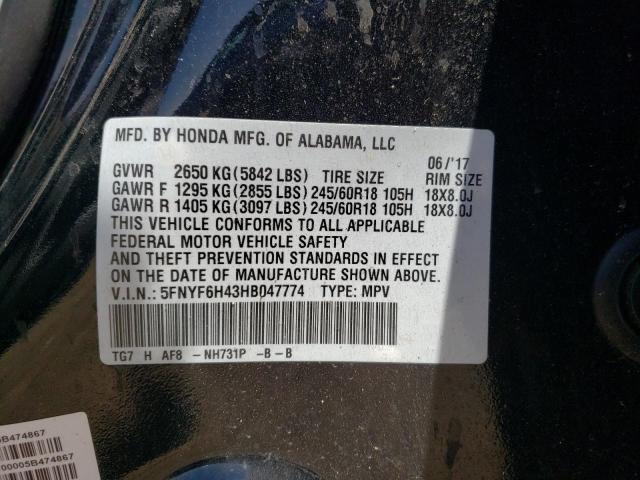 MFD. BY HONDA MFG. OF ALABAMA, LLC 06/'17
GVWR 2650 KG (5842 LBS) TIRE SIZE RIM SIZE
GAWR F 1295 KG (2855 LBS) 245/60R18 105H 18X8.0J
GAWR R 1405 KG (3097 LBS) 245/60R18 105H 18X8.0J
THIS VEHICLE CONFORMS TO ALL APPLICABLE
FEDERAL MOTOR VEHICLE SAFETY
AND THEFT PREVENTION STANDARDS IN EFFECT
ON THE DATE OF MANUFACTURE SHOWN ABOVE.
V.I.N.: 5FNYF6H43HB047774 TYPE: MPV
TG7 H AF8 - NH731P - B - B
B474867
00005B474867